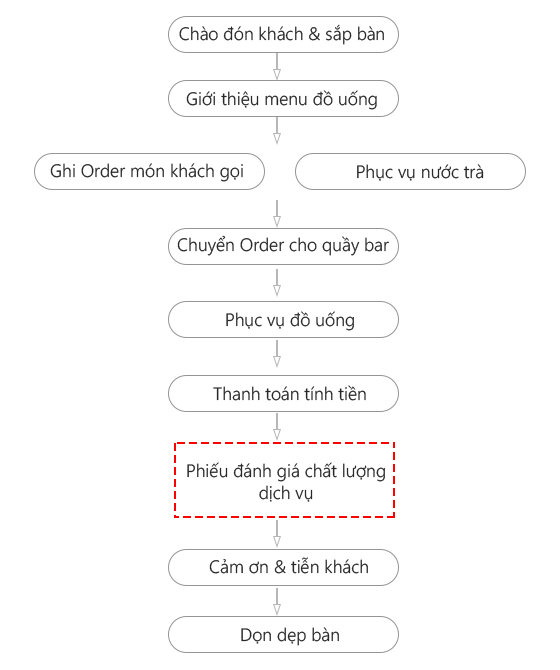 Chào đón khách & sắp bàn
Giới thiệu menu đồ uống
Ghi Order món khách gọi
Phục vụ nước trà
Chuyển Order cho quầy bar
Phục vụ đồ uống
Thanh toán tính tiền
Phiếu đánh giá chất lượng
dịch vụ
Cảm ơn & tiễn khách
Dọn dẹp bàn